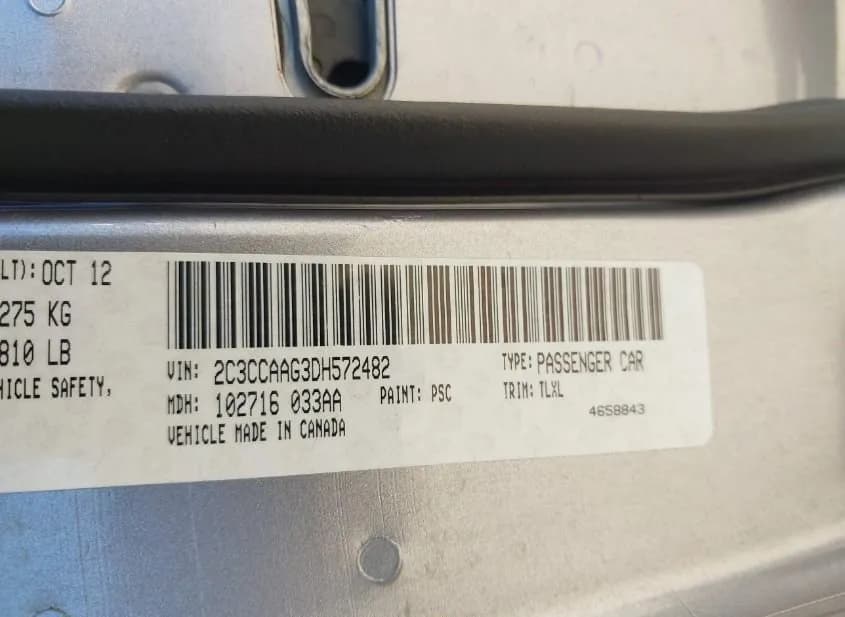 LT): OCT 12
275 KG
810 LB
HICLE SAFETY,
VIN: 2C3CCAAG3DH572482 TYPE: PASSENGER CAR
MDH: 102716 033AA PAINT: PSC TRIM: TLXL
4658843
VEHICLE MADE IN CANADA